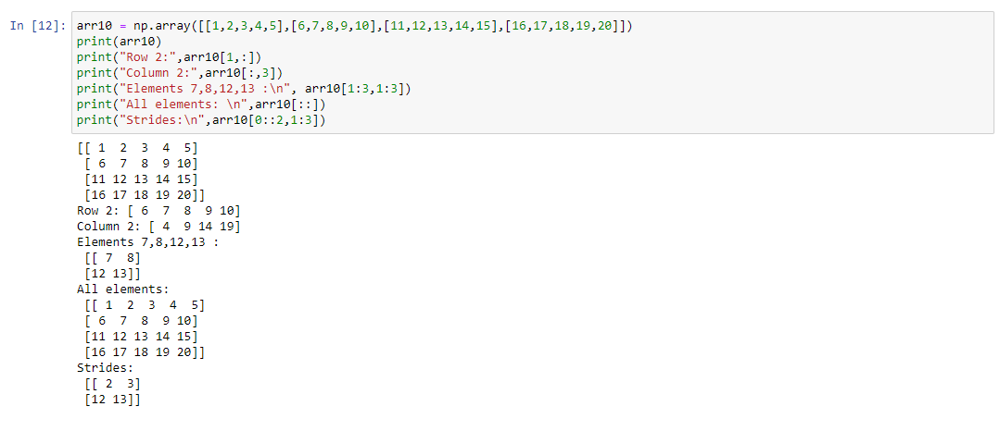 In [12]: arr10 = np.array([[1,2,3,4,5],[6,7,8,9,10],[11,12,13,14,15],[16,17,18,19,20]])
print(arr10)
print("Row 2:",arr10[1,:])
print("Column 2:",arr10[:,3])
print("Elements 7,8,12,13 :\n", arr10[1:3,1:3])
print("All elements: \n",arr10[::])
print("Strides:\n",arr10[0::2,1:3])
[[ 1  2  3  4  5]
 [ 6  7  8  9 10]
 [11 12 13 14 15]
 [16 17 18 19 20]]
Row 2: [ 6  7  8  9 10]
Column 2: [ 4  9 14 19]
Elements 7,8,12,13 :
 [[ 7  8]
 [12 13]]
All elements:
 [[ 1  2  3  4  5]
 [ 6  7  8  9 10]
 [11 12 13 14 15]
 [16 17 18 19 20]]
Strides:
 [[ 2  3]
 [12 13]]